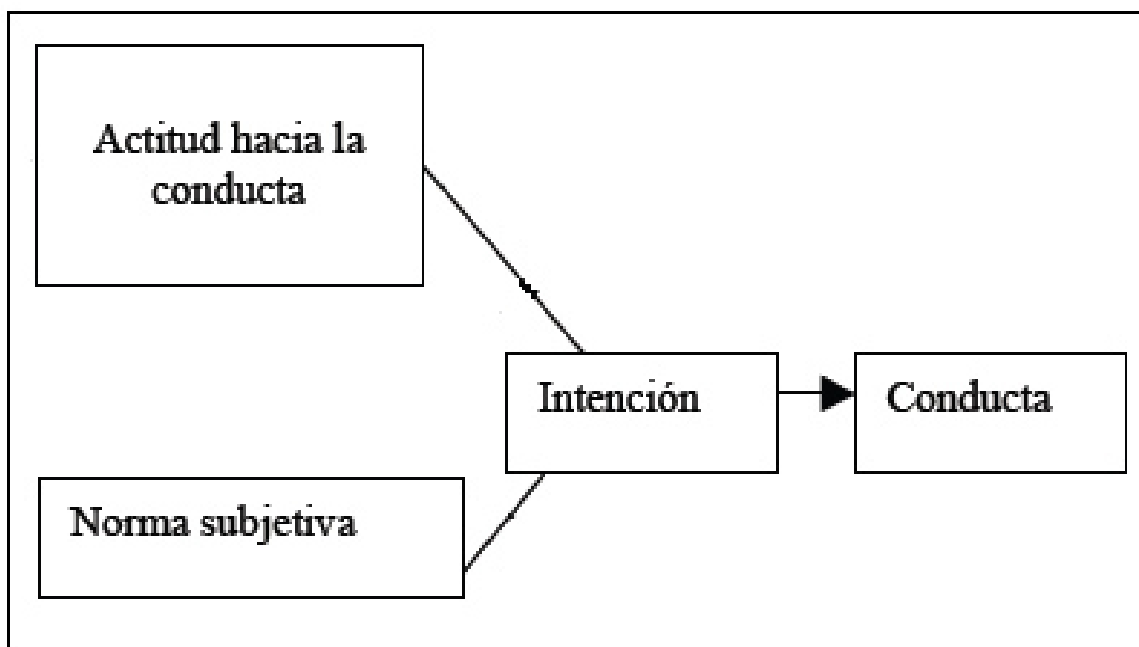 Actitud hacia la
conducta
Intención
Conducta
Norma subjetiva